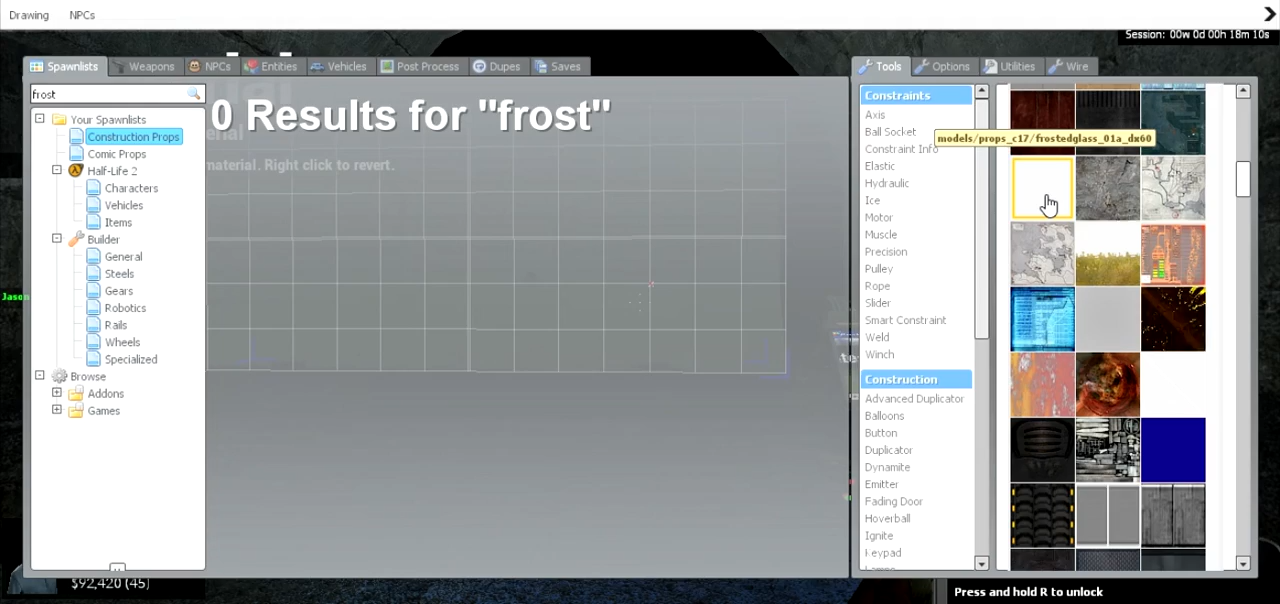 Drawing NPCs
Session: 00w 0d 00h 18m 10s
Spawnlists Weapons NPCs Entities Vehicles Post Process Dupes Saves
Tools Options Utilities Wire
frost
0 Results for "frost"
material. Right click to revert.
Your Spawnlists
Construction Props
Comic Props
Half-Life 2
Characters
Vehicles
Items
Builder
General
Steels
Gears
Robotics
Rails
Wheels
Specialized
Browse
Addons
Games
Constraints
Axis
Ball Socket
Constraint Info
Elastic
Hydraulic
Ice
Motor
Muscle
Precision
Pulley
Rope
Slider
Smart Constraint
Weld
Winch
Construction
Advanced Duplicator
Balloons
Button
Duplicator
Dynamite
Emitter
Fading Door
Hoverball
Ignite
Keypad
models/props_c17/frostedglass_01a_dx60
Jason
$92,420 (45)
Press and hold R to unlock